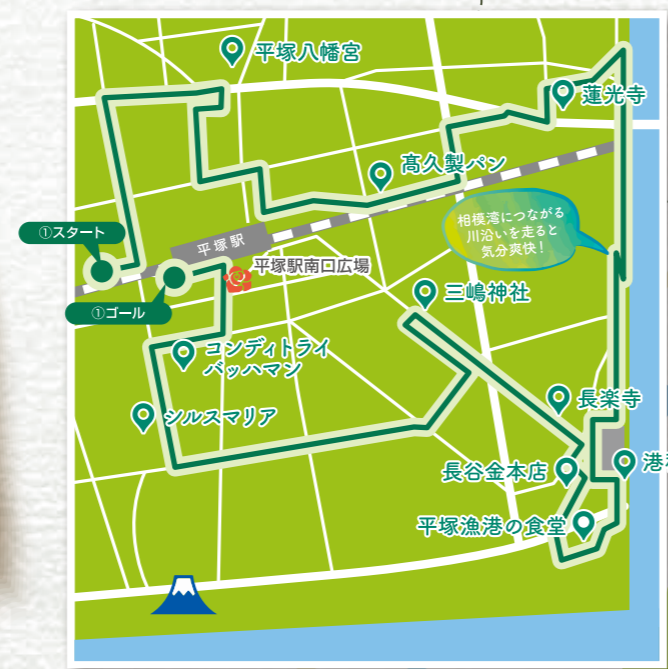 平塚八幡宮
蓮光寺
髙久製パン
相模湾につながる
川沿いを走ると
気分爽快!
①スタート
平塚駅
平塚駅南口広場
①ゴール
三嶋神社
コンディトライ
バッハマン
長楽寺
シルスマリア
長谷金本店
港
平塚漁港の食堂